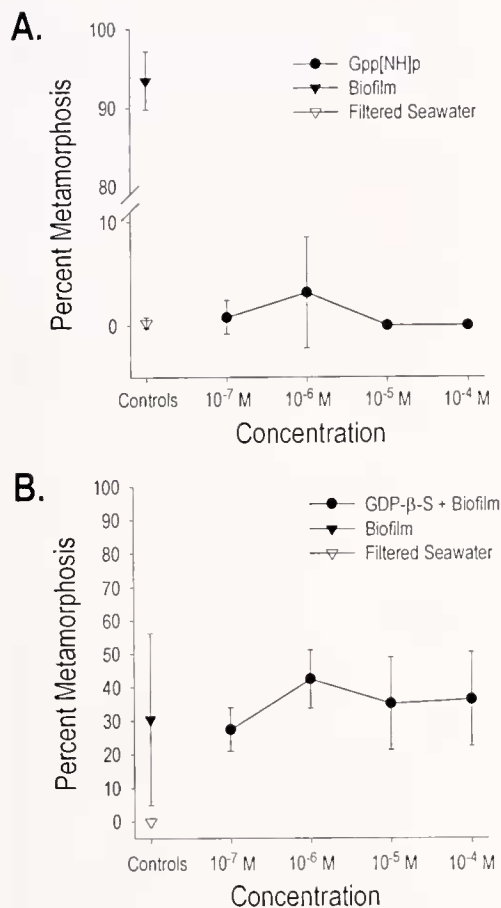 A.
100
90
80
10
0
Percent Metamorphosis
Gpp[NH]p
Biofilm
Filtered Seawater
Controls 10⁻⁷ M 10⁻⁶ M 10⁻⁵ M 10⁻⁴ M
Concentration
B.
100
90
80
70
60
50
40
30
20
10
0
Percent Metamorphosis
GDP-β-S + Biofilm
Biofilm
Filtered Seawater
Controls 10⁻⁷ M 10⁻⁶ M 10⁻⁵ M 10⁻⁴ M
Concentration